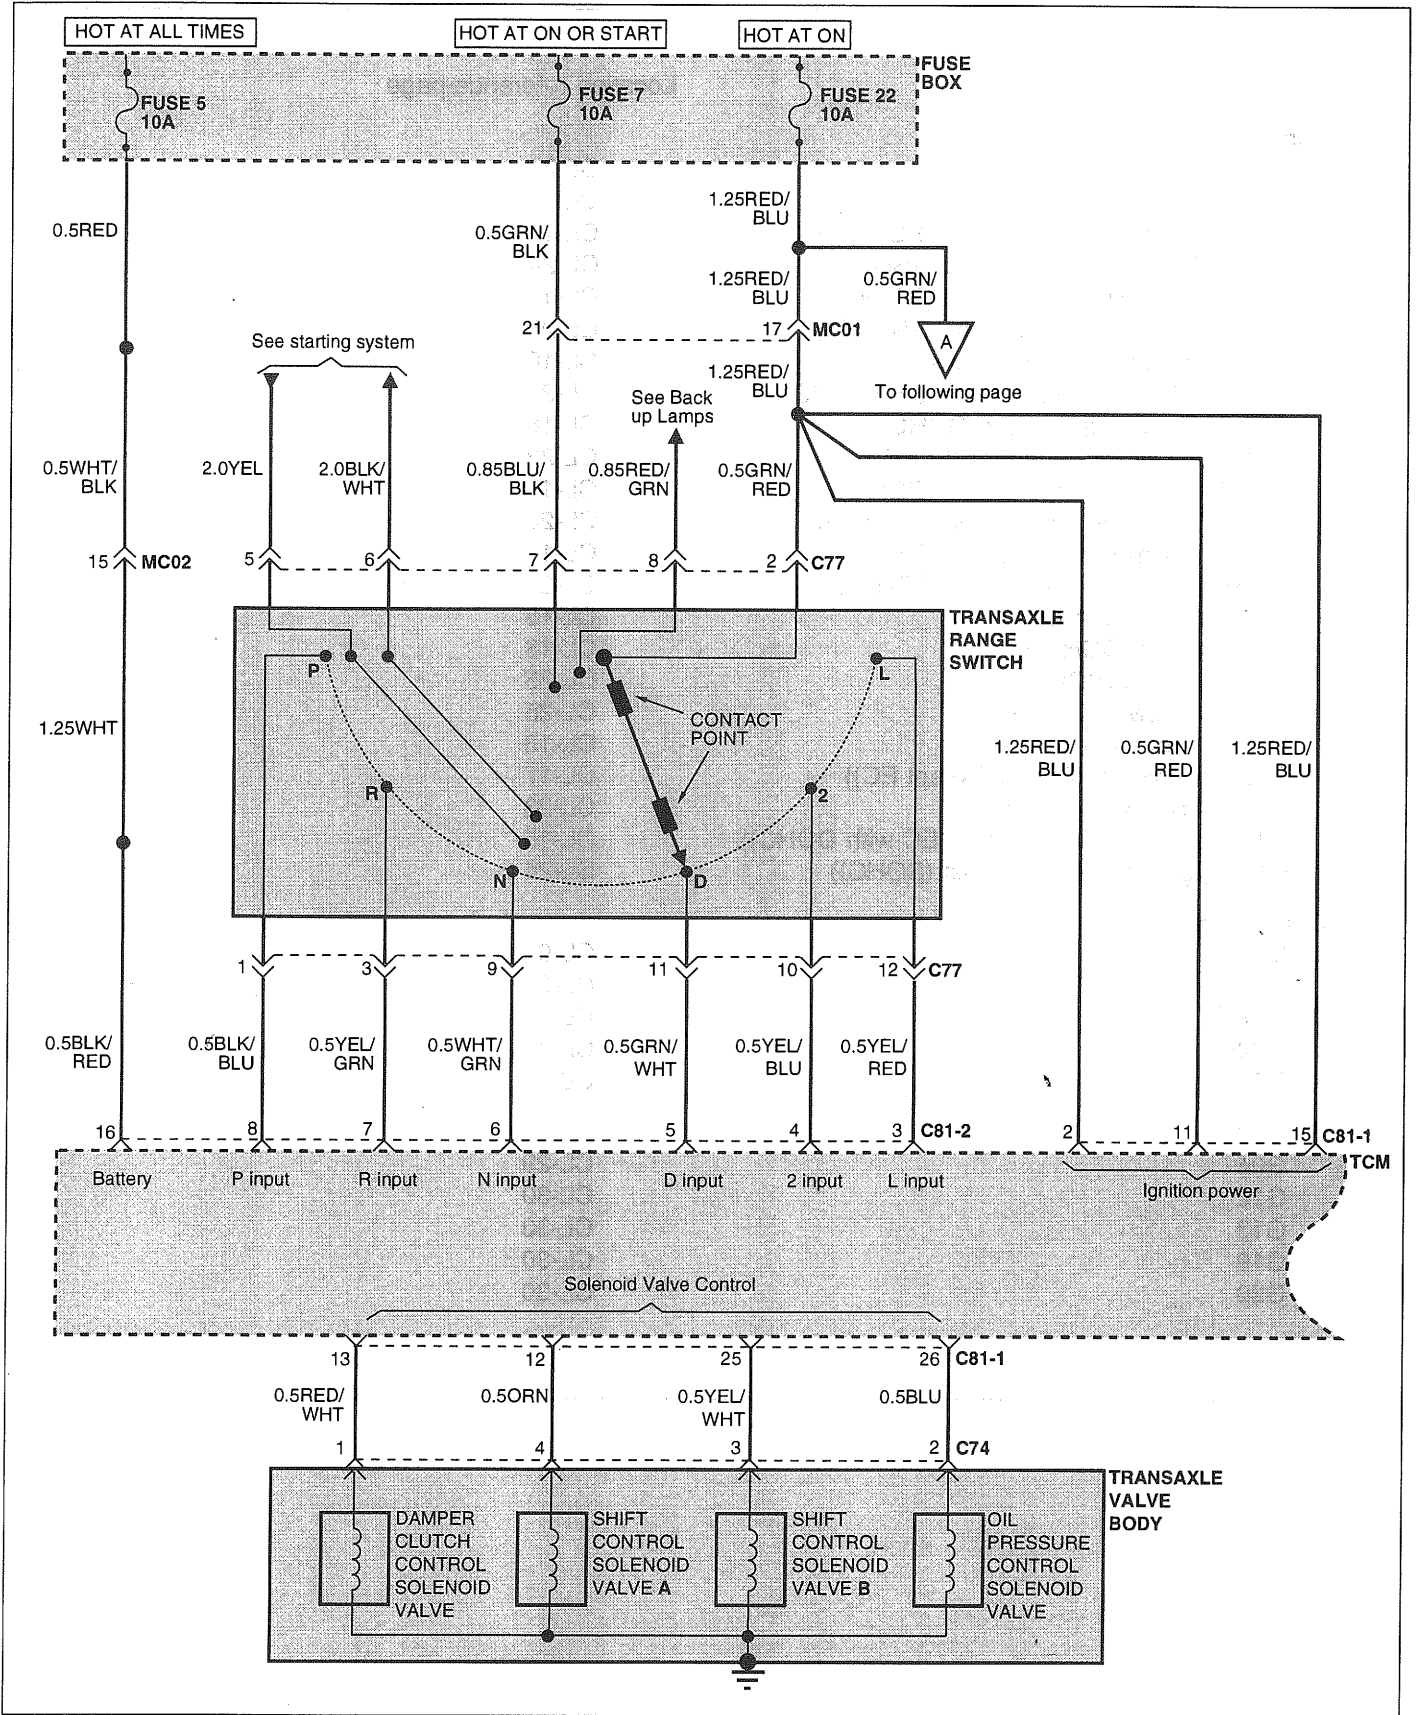 HOT AT ALL TIMES
HOT AT ON OR START
HOT AT ON
FUSE
BOX
FUSE 5
10A
FUSE 7
10A
FUSE 22
10A
0.5RED
0.5GRN/
BLK
1.25RED/
BLU
1.25RED/
BLU
0.5GRN/
RED
21
17
MC01
A
To following page
See starting system
1.25RED/
BLU
See Back
up Lamps
0.5WHT/
BLK
2.0YEL
2.0BLK/
WHT
0.85BLU/
BLK
0.85RED/
GRN
0.5GRN/
RED
15
MC02
5
6
7
8
2
C77
TRANSAXLE
RANGE
SWITCH
P
L
CONTACT
POINT
1.25WHT
R
2
N
D
1.25RED/
BLU
0.5GRN/
RED
1.25RED/
BLU
1
3
9
11
10
12
C77
0.5BLK/
RED
0.5BLK/
BLU
0.5YEL/
GRN
0.5WHT/
GRN
0.5GRN/
WHT
0.5YEL/
BLU
0.5YEL/
RED
16
8
7
6
5
4
3
C81-2
2
11
15
C81-1
TCM
Battery
P input
R input
N input
D input
2 input
L input
Ignition power
Solenoid Valve Control
13
12
25
26
C81-1
0.5RED/
WHT
0.5ORN
0.5YEL/
WHT
0.5BLU
1
4
3
2
C74
TRANSAXLE
VALVE
BODY
DAMPER
CLUTCH
CONTROL
SOLENOID
VALVE
SHIFT
CONTROL
SOLENOID
VALVE A
SHIFT
CONTROL
SOLENOID
VALVE B
OIL
PRESSURE
CONTROL
SOLENOID
VALVE